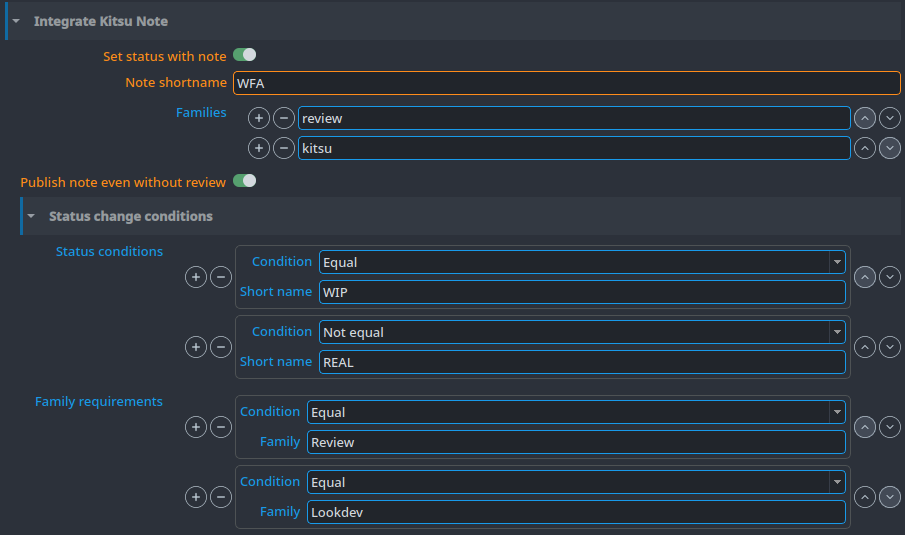 Integrate Kitsu Note
Set status with note
Note shortname WFA
Families review
kitsu
Publish note even without review
Status change conditions
Status conditions
Condition Equal
Short name WIP
Condition Not equal
Short name REAL
Family requirements
Condition Equal
Family Review
Condition Equal
Family Lookdev